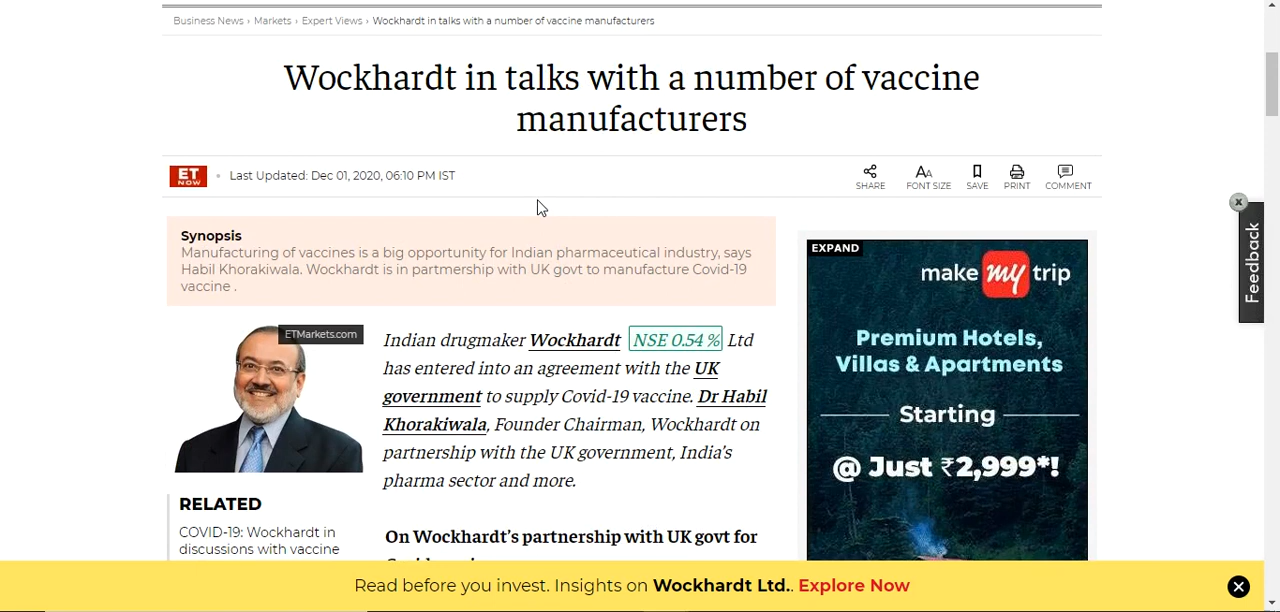 Business News › Markets › Expert Views › Wockhardt in talks with a number of vaccine manufacturers
Wockhardt in talks with a number of vaccine
manufacturers
ET NOW • Last Updated: Dec 01, 2020, 06:10 PM IST
SHARE
FONT SIZE
SAVE
PRINT
COMMENT
Synopsis
Manufacturing of vaccines is a big opportunity for Indian pharmaceutical industry, says
Habil Khorakiwala. Wockhardt is in partmership with UK govt to manufacture Covid-19
vaccine .
ETMarkets.com
Indian drugmaker Wockhardt NSE 0.54 % Ltd
has entered into an agreement with the UK
government to supply Covid-19 vaccine. Dr Habil
Khorakiwala, Founder Chairman, Wockhardt on
partnership with the UK government, India's
pharma sector and more.
RELATED
COVID-19: Wockhardt in
discussions with vaccine
On Wockhardt's partnership with UK govt for
EXPAND
make my trip
Premium Hotels,
Villas & Apartments
Starting
@ Just ₹2,999*!
Feedback
Read before you invest. Insights on Wockhardt Ltd.. Explore Now